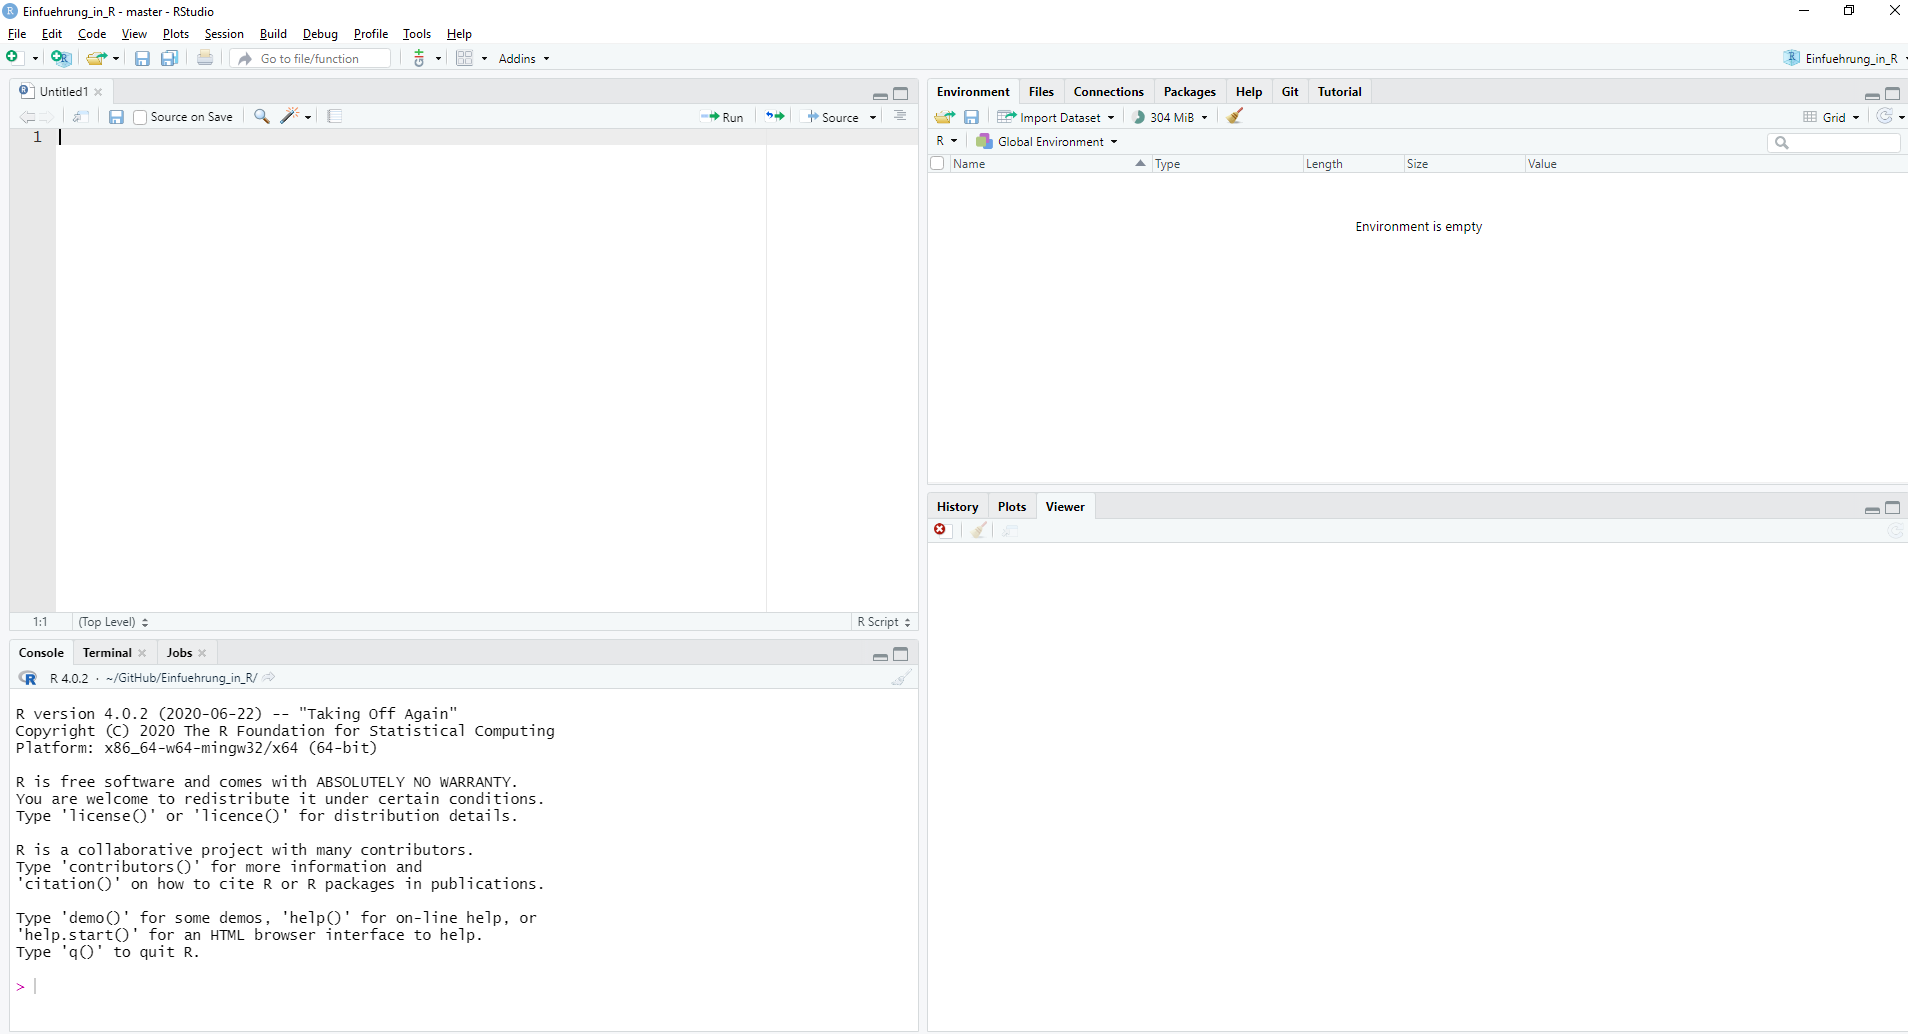 Einfuehrung_in_R - master - RStudio
File Edit Code View Plots Session Build Debug Profile Tools Help
Go to file/function Addins Einfuehrung_in_R
Untitled1
Source on Save Run Source
1
1:1 (Top Level) R Script
Console Terminal Jobs
R 4.0.2 · ~/GitHub/Einfuehrung_in_R/
R version 4.0.2 (2020-06-22) -- "Taking Off Again"
Copyright (C) 2020 The R Foundation for Statistical Computing
Platform: x86_64-w64-mingw32/x64 (64-bit)
R is free software and comes with ABSOLUTELY NO WARRANTY.
You are welcome to redistribute it under certain conditions.
Type 'license()' or 'licence()' for distribution details.
R is a collaborative project with many contributors.
Type 'contributors()' for more information and
'citation()' on how to cite R or R packages in publications.
Type 'demo()' for some demos, 'help()' for on-line help, or
'help.start()' for an HTML browser interface to help.
Type 'q()' to quit R.
>
Environment Files Connections Packages Help Git Tutorial
Import Dataset 304 MiB Grid
R Global Environment
Name Type Length Size Value
Environment is empty
History Plots Viewer